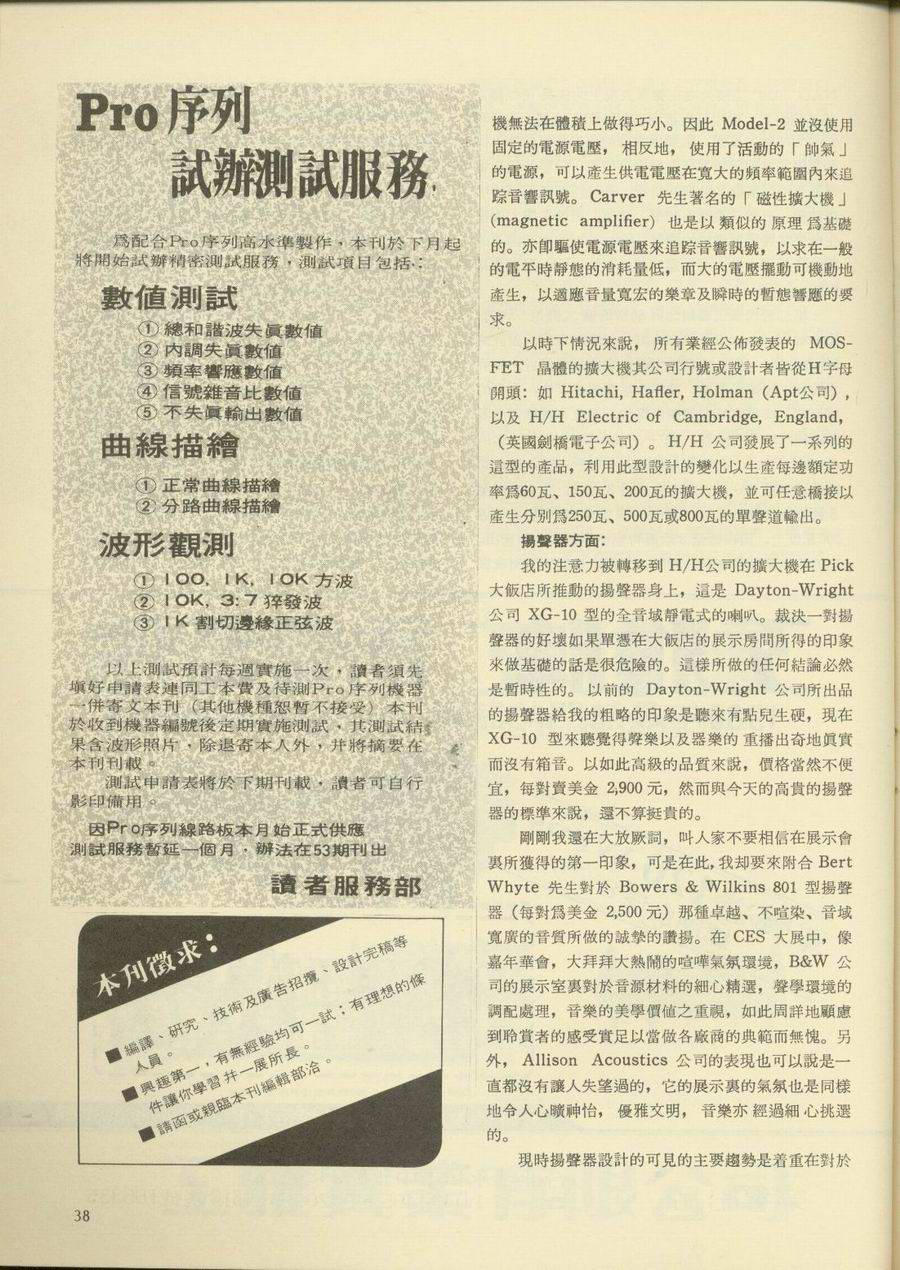 Pro序列
試辦測試服務
爲配合Pro序列高水準製作，本刊於下月起
將開始試辦精密測試服務，測試項目包括：
數值測試
① 總和諧波失眞數值
② 內調失眞數值
③ 頻率響應數值
④ 信號雜音比數值
⑤ 不失眞輸出數值
曲線描繪
① 正常曲線描繪
② 分路曲線描繪
波形觀測
① 100, 1K, 10K 方波
② 10K, 3:7 猝發波
③ 1K 割切邊緣正弦波
以上測試預計每週實施一次，讀者須先
塡好申請表連同工本費及待測Pro序列機器
一併寄交本刊（其他機種恕暫不接受）本刊
於收到機器編號後定期實施測試，其測試結
果含波形照片，除退寄本人外，幷將摘要在
本刊刊載。
測試申請表將於下期刊載，讀者可自行
影印備用。
因Pro序列線路板本月始正式供應
測試服務暫延一個月，辦法在53期刊出
讀者服務部
本刊徵求：
■編譯、硏究、技術及廣告招攬、設計完稿等
人員。
■興趣第一，有無經驗均可一試；有理想的條
件讓你學習幷一展所長。
■請函或親臨本刊編輯部洽。
38
機無法在體積上做得巧小。因此 Model-2 並沒使用
固定的電源電壓，相反地，使用了活動的「帥氣」
的電源，可以產生供電電壓在寬大的頻率範圍內來追
踪音響訊號。Carver 先生著名的「磁性擴大機」
(magnetic amplifier) 也是以類似的原理爲基礎
的。亦卽驅使電源電壓來追踪音響訊號，以求在一般
的電平時靜態的消耗量低，而大的電壓擺動可機動地
產生，以適應音量寬宏的樂章及瞬時的暫態響應的要
求。
以時下情況來說，所有業經公佈發表的 MOS-
FET 晶體的擴大機其公司行號或設計者皆從H字母
開頭：如 Hitachi, Hafler, Holman (Apt公司)，
以及 H/H Electric of Cambridge, England,
（英國劍橋電子公司）。H/H 公司發展了一系列的
這型的產品，利用此型設計的變化以生產每邊額定功
率爲60瓦、150瓦、200瓦的擴大機，並可任意橋接以
產生分別爲250瓦、500瓦或800瓦的單聲道輸出。
揚聲器方面：
我的注意力被轉移到 H/H公司的擴大機在 Pick
大飯店所推動的揚聲器身上，這是 Dayton-Wright
公司 XG-10 型的全音域靜電式的喇叭。裁決一對揚
聲器的好壞如果單憑在大飯店的展示房間所得的印象
來做基礎的話是很危險的。這樣所做的任何結論必然
是暫時性的。以前的 Dayton-Wright 公司所出品
的揚聲器給我的粗略的印象是聽來有點兒生硬，現在
XG-10 型來聽覺得聲樂以及器樂的重播出奇地眞實
而沒有箱音。以如此高級的品質來說，價格當然不便
宜，每對賣美金 2,900 元，然而與今天的高貴的揚聲
器的標準來說，還不算挺貴的。
剛剛我還在大放厥詞，叫人家不要相信在展示會
裏所獲得的第一印象，可是在此，我却要來附合 Bert
Whyte 先生對於 Bowers & Wilkins 801 型揚聲
器（每對爲美金 2,500 元）那種卓越、不喧染、音域
寬廣的音質所做的誠摯的讚揚。在 CES 大展中，像
嘉年華會，大拜拜大熱鬧的喧嘩氣氛環境，B&W 公
司的展示室裏對於音源材料的細心精選，聲學環境的
調配處理，音樂的美學價値之重視，如此周詳地顧慮
到聆賞者的感受實足以當做各廠商的典範而無愧。另
外，Allison Acoustics 公司的表現也可以說是一
直都沒有讓人失望過的，它的展示裏的氣氛也是同樣
地令人心曠神怡，優雅文明，音樂亦經過細心挑選
的。
現時揚聲器設計的可見的主要趨勢是着重在對於